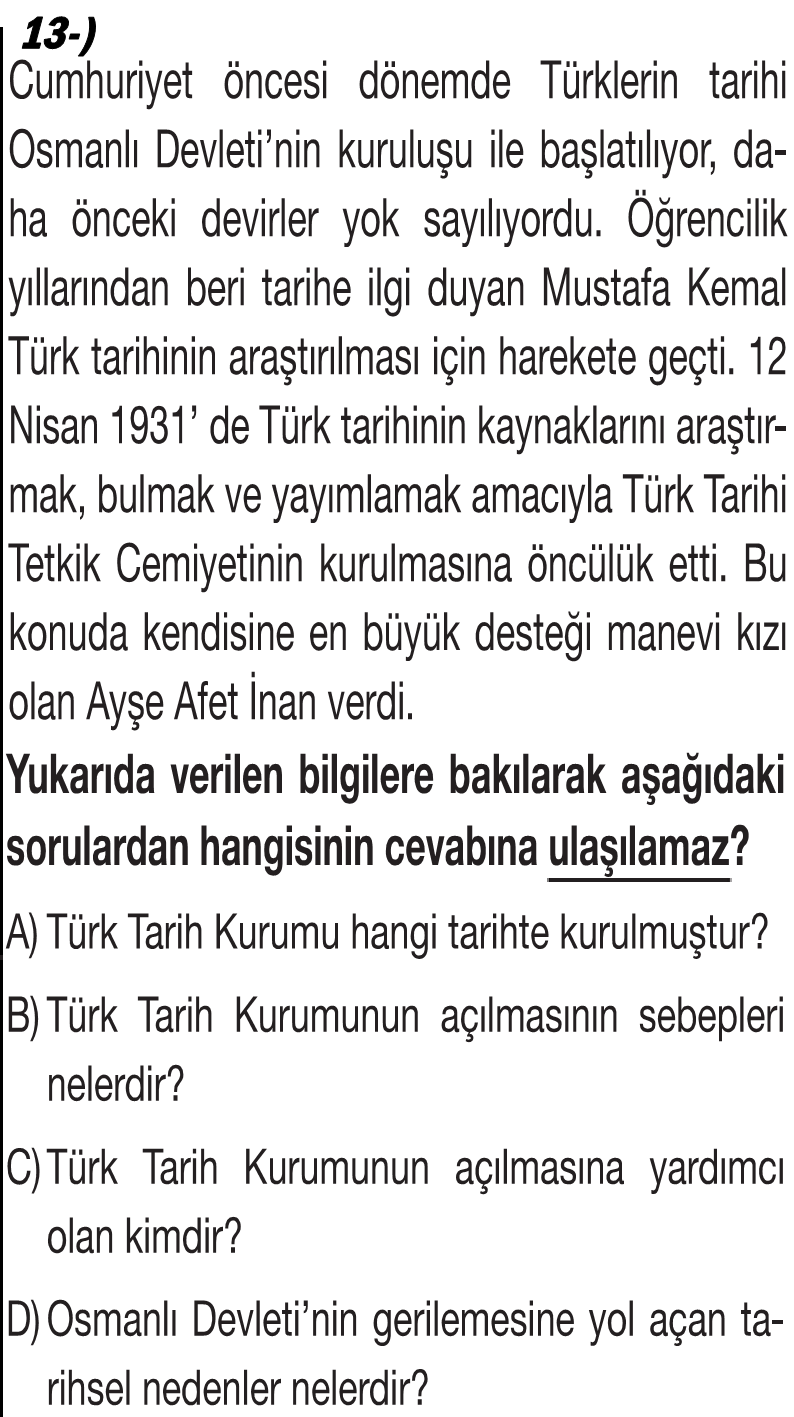 13-)
Cumhuriyet öncesi dönemde Türklerin tarihi
Osmanlı Devleti’nin kuruluşu ile başlatılıyor, da-
ha önceki devirler yok sayılıyordu. Öğrencilik
yıllarından beri tarihe ilgi duyan Mustafa Kemal
Türk tarihinin araştırılması için harekete geçti. 12
Nisan 1931’ de Türk tarihinin kaynaklarını araştır-
mak, bulmak ve yayımlamak amacıyla Türk Tarihi
Tetkik Cemiyetinin kurulmasına öncülük etti. Bu
konuda kendisine en büyük desteği manevi kızı
olan Ayşe Afet İnan verdi.
Yukarıda verilen bilgilere bakılarak aşağıdaki
sorulardan hangisinin cevabına ulaşılamaz?
A) Türk Tarih Kurumu hangi tarihte kurulmuştur?
B) Türk Tarih Kurumunun açılmasının sebepleri
nelerdir?
C) Türk Tarih Kurumunun açılmasına yardımcı
olan kimdir?
D) Osmanlı Devleti’nin gerilemesine yol açan ta-
rihsel nedenler nelerdir?